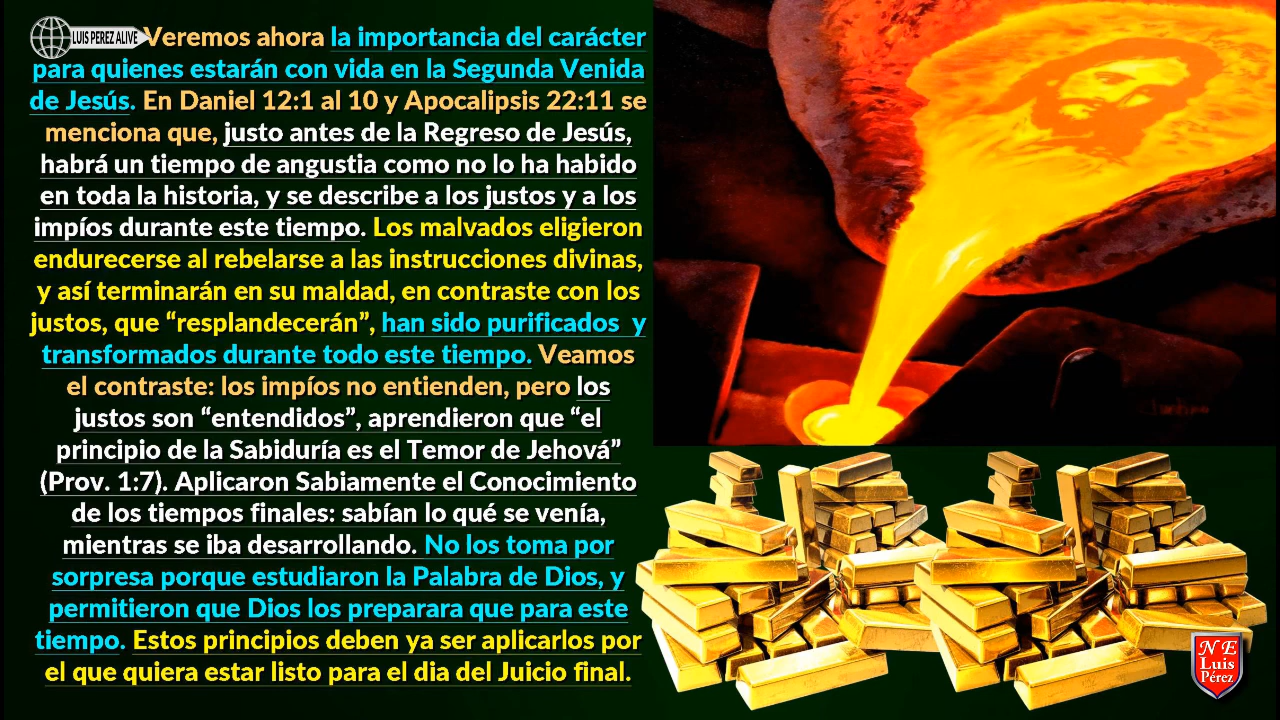 LUIS PEREZ ALIVE
Veremos ahora la importancia del carácter
para quienes estarán con vida en la Segunda Venida
de Jesús. En Daniel 12:1 al 10 y Apocalipsis 22:11 se
menciona que, justo antes de la Regreso de Jesús,
habrá un tiempo de angustia como no lo ha habido
en toda la historia, y se describe a los justos y a los
impíos durante este tiempo. Los malvados eligieron
endurecerse al rebelarse a las instrucciones divinas,
y así terminarán en su maldad, en contraste con los
justos, que “resplandecerán”, han sido purificados y
transformados durante todo este tiempo. Veamos
el contraste: los impíos no entienden, pero los
justos son “entendidos”, aprendieron que “el
principio de la Sabiduría es el Temor de Jehová”
(Prov. 1:7). Aplicaron Sabiamente el Conocimiento
de los tiempos finales: sabían lo qué se venía,
mientras se iba desarrollando. No los toma por
sorpresa porque estudiaron la Palabra de Dios, y
permitieron que Dios los preparara que para este
tiempo. Estos principios deben ya ser aplicarlos por
el que quiera estar listo para el dia del Juicio final.
N E
Luis
Pérez